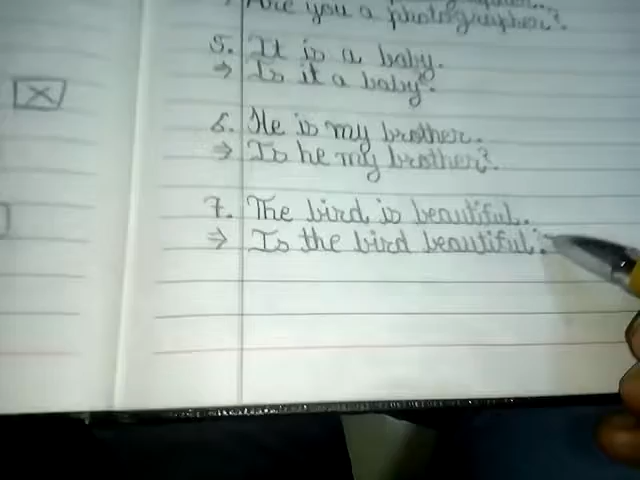 Are you a photographer?
5. It is a baby.
⇒ Is it a baby?
6. He is my brother.
⇒ Is he my brother?
7. The bird is beautiful.
⇒ Is the bird beautiful?